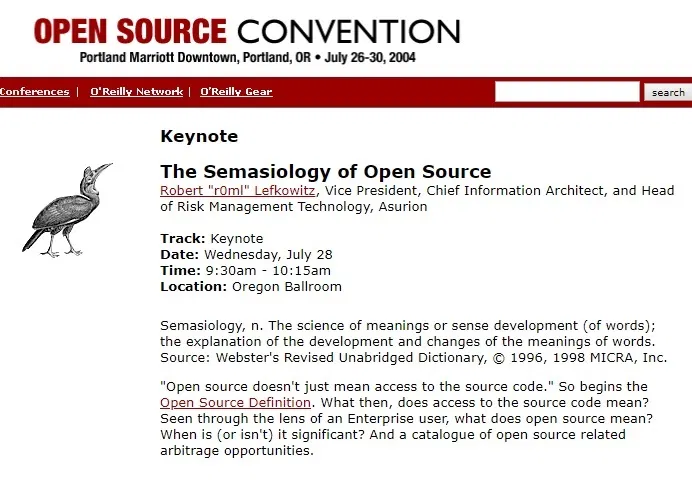 OPEN SOURCE CONVENTION
Portland Marriott Downtown, Portland, OR • July 26-30, 2004
Conferences | O'Reilly Network | O'Reilly Gear search
Keynote
The Semasiology of Open Source
Robert "r0ml" Lefkowitz, Vice President, Chief Information Architect, and Head
of Risk Management Technology, Asurion
Track: Keynote
Date: Wednesday, July 28
Time: 9:30am - 10:15am
Location: Oregon Ballroom
Semasiology, n. The science of meanings or sense development (of words);
the explanation of the development and changes of the meanings of words.
Source: Webster's Revised Unabridged Dictionary, © 1996, 1998 MICRA, Inc.
"Open source doesn't just mean access to the source code." So begins the
Open Source Definition. What then, does access to the source code mean?
Seen through the lens of an Enterprise user, what does open source mean?
When is (or isn't) it significant? And a catalogue of open source related
arbitrage opportunities.